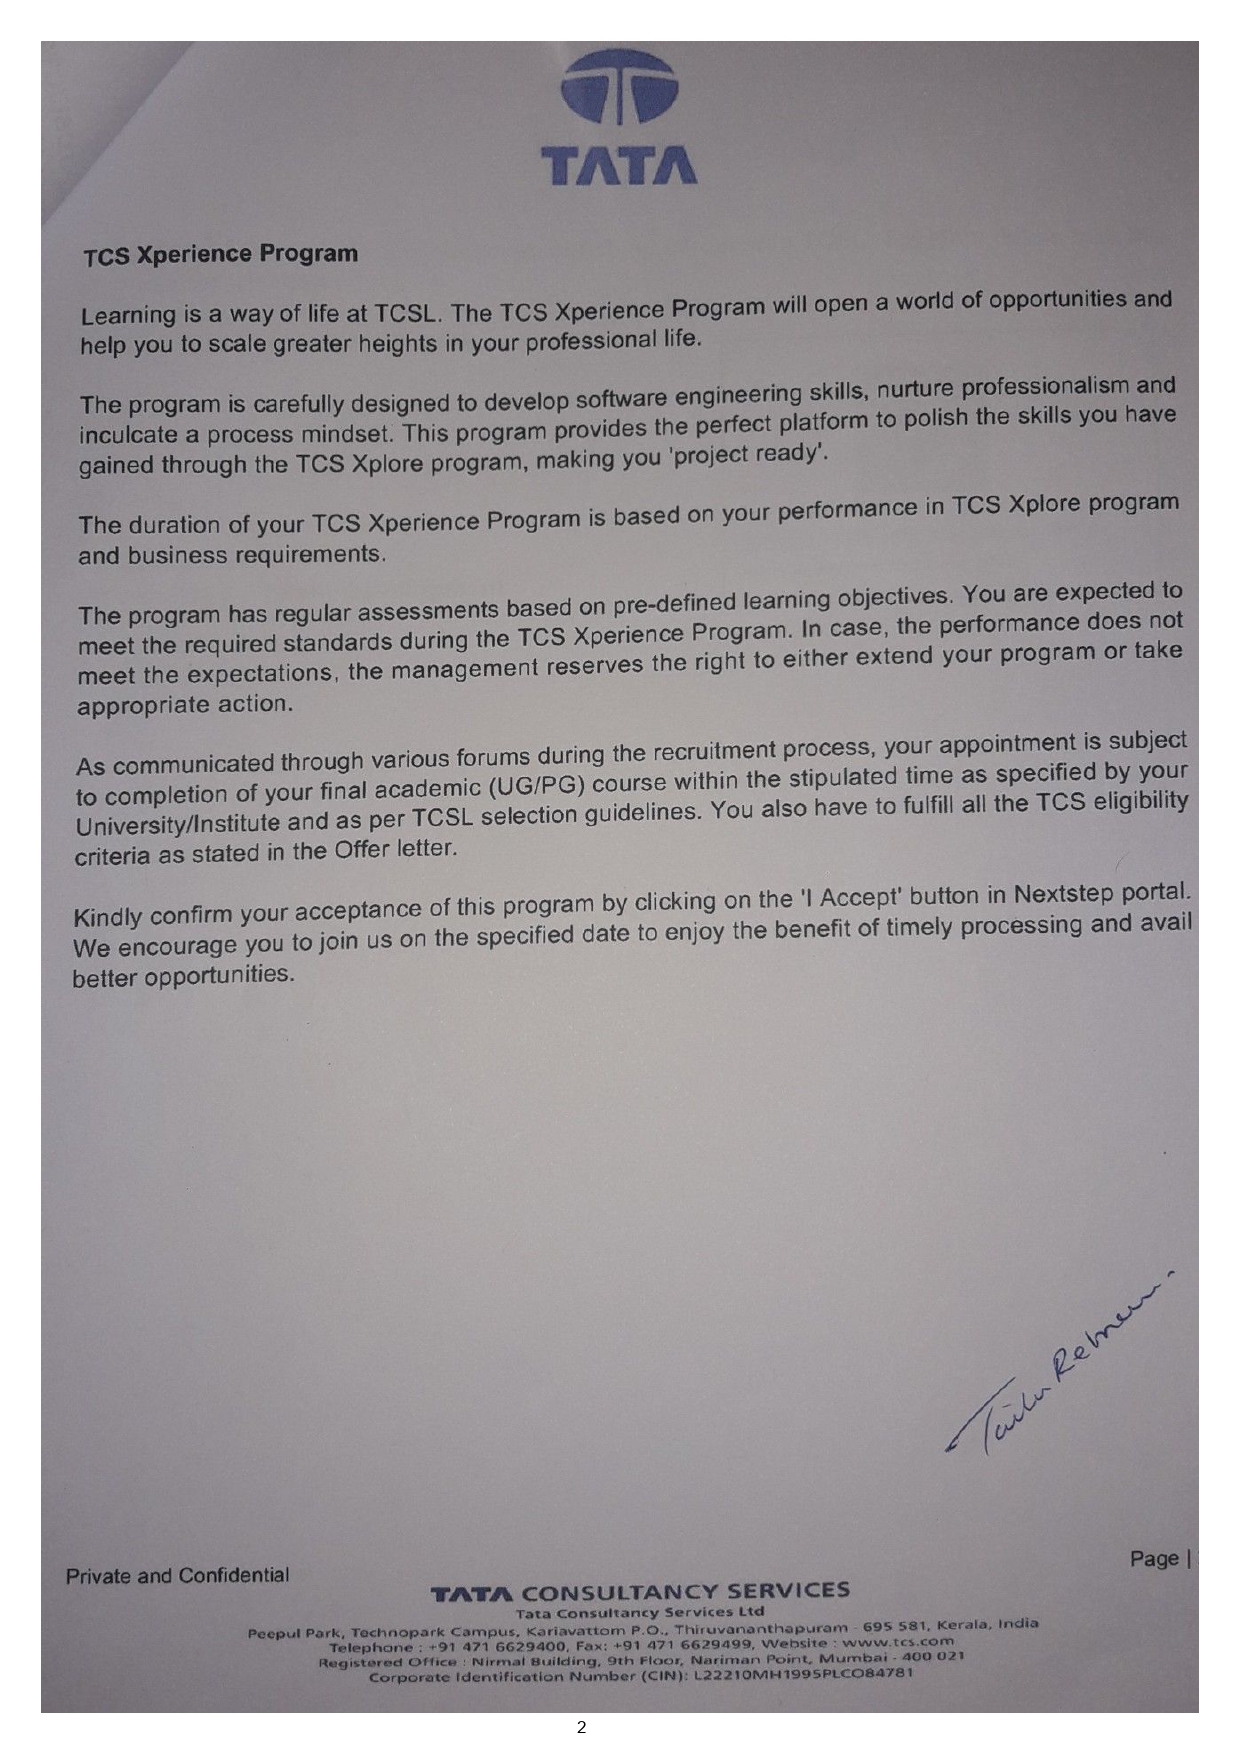 TATA
TCS Xperience Program
Learning is a way of life at TCSL. The TCS Xperience Program will open a world of opportunities and
help you to scale greater heights in your professional life.
The program is carefully designed to develop software engineering skills, nurture professionalism and
inculcate a process mindset. This program provides the perfect platform to polish the skills you have
gained through the TCS Xplore program, making you 'project ready'.
The duration of your TCS Xperience Program is based on your performance in TCS Xplore program
and business requirements.
The program has regular assessments based on pre-defined learning objectives. You are expected to
meet the required standards during the TCS Xperience Program. In case, the performance does not
meet the expectations, the management reserves the right to either extend your program or take
appropriate action.
As communicated through various forums during the recruitment process, your appointment is subject
to completion of your final academic (UG/PG) course within the stipulated time as specified by your
University/Institute and as per TCSL selection guidelines. You also have to fulfill all the TCS eligibility
criteria as stated in the Offer letter.
Kindly confirm your acceptance of this program by clicking on the 'I Accept' button in Nextstep portal.
We encourage you to join us on the specified date to enjoy the benefit of timely processing and avail
better opportunities.
Private and Confidential
Page |
TATA CONSULTANCY SERVICES
Tata Consultancy Services Ltd
Peepul Park, Technopark Campus, Kariavattom P.O., Thiruvananthapuram - 695 581, Kerala, India
Telephone : +91 471 6629400, Fax: +91 471 6629499, Website : www.tcs.com
Registered Office : Nirmal Building, 9th Floor, Nariman Point, Mumbai - 400 021
Corporate Identification Number (CIN): L22210MH1995PLCO84781
2